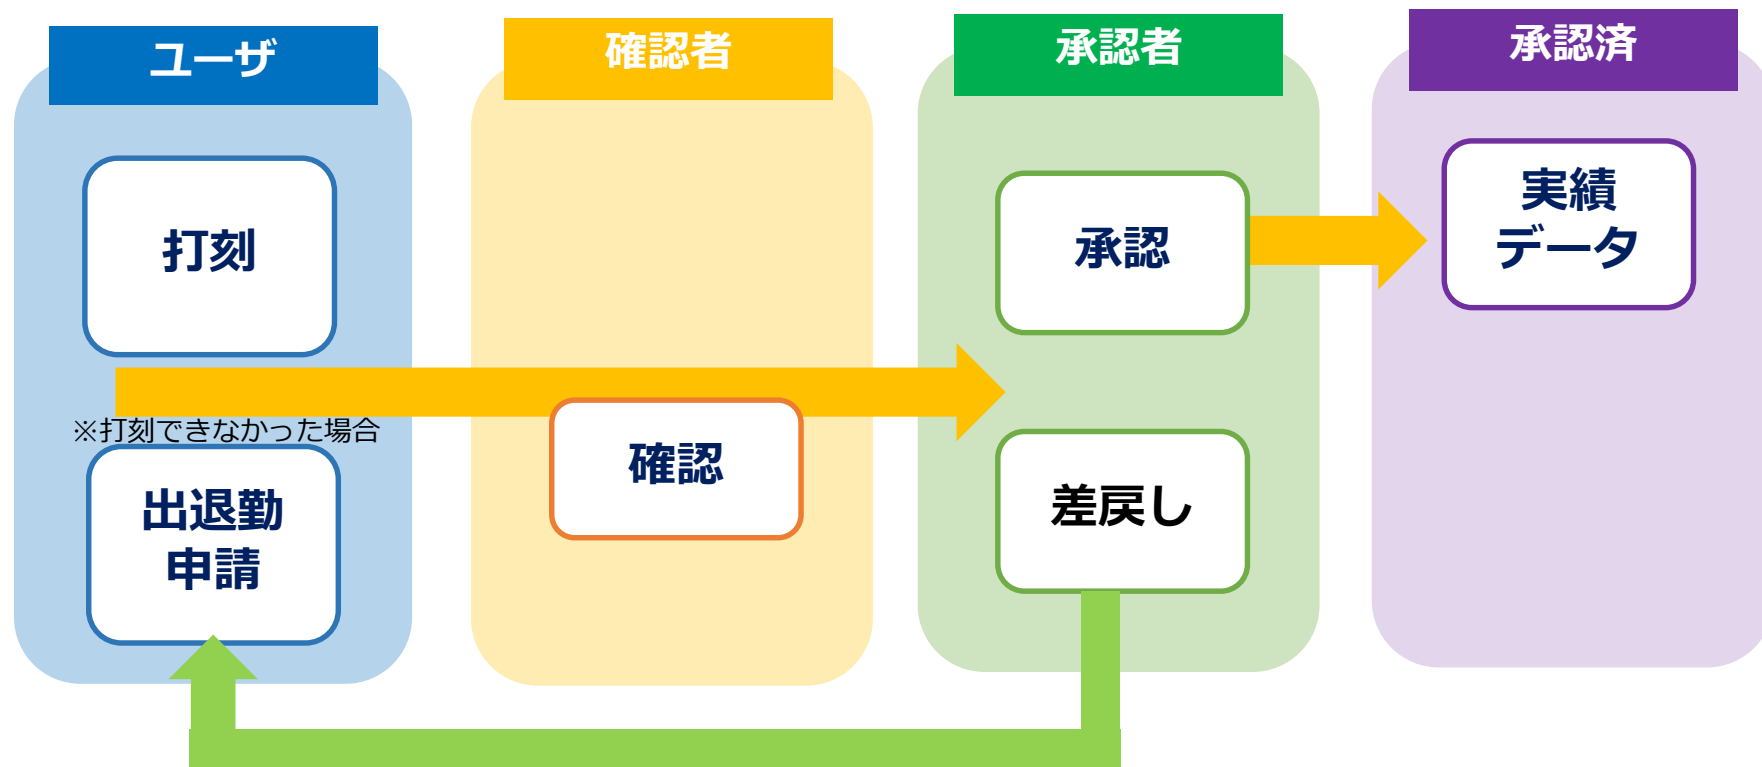 ユーザ
確認者
承認者
承認済
打刻
※打刻できなかった場合
出退勤
申請
確認
承認
差戻し
実績
データ